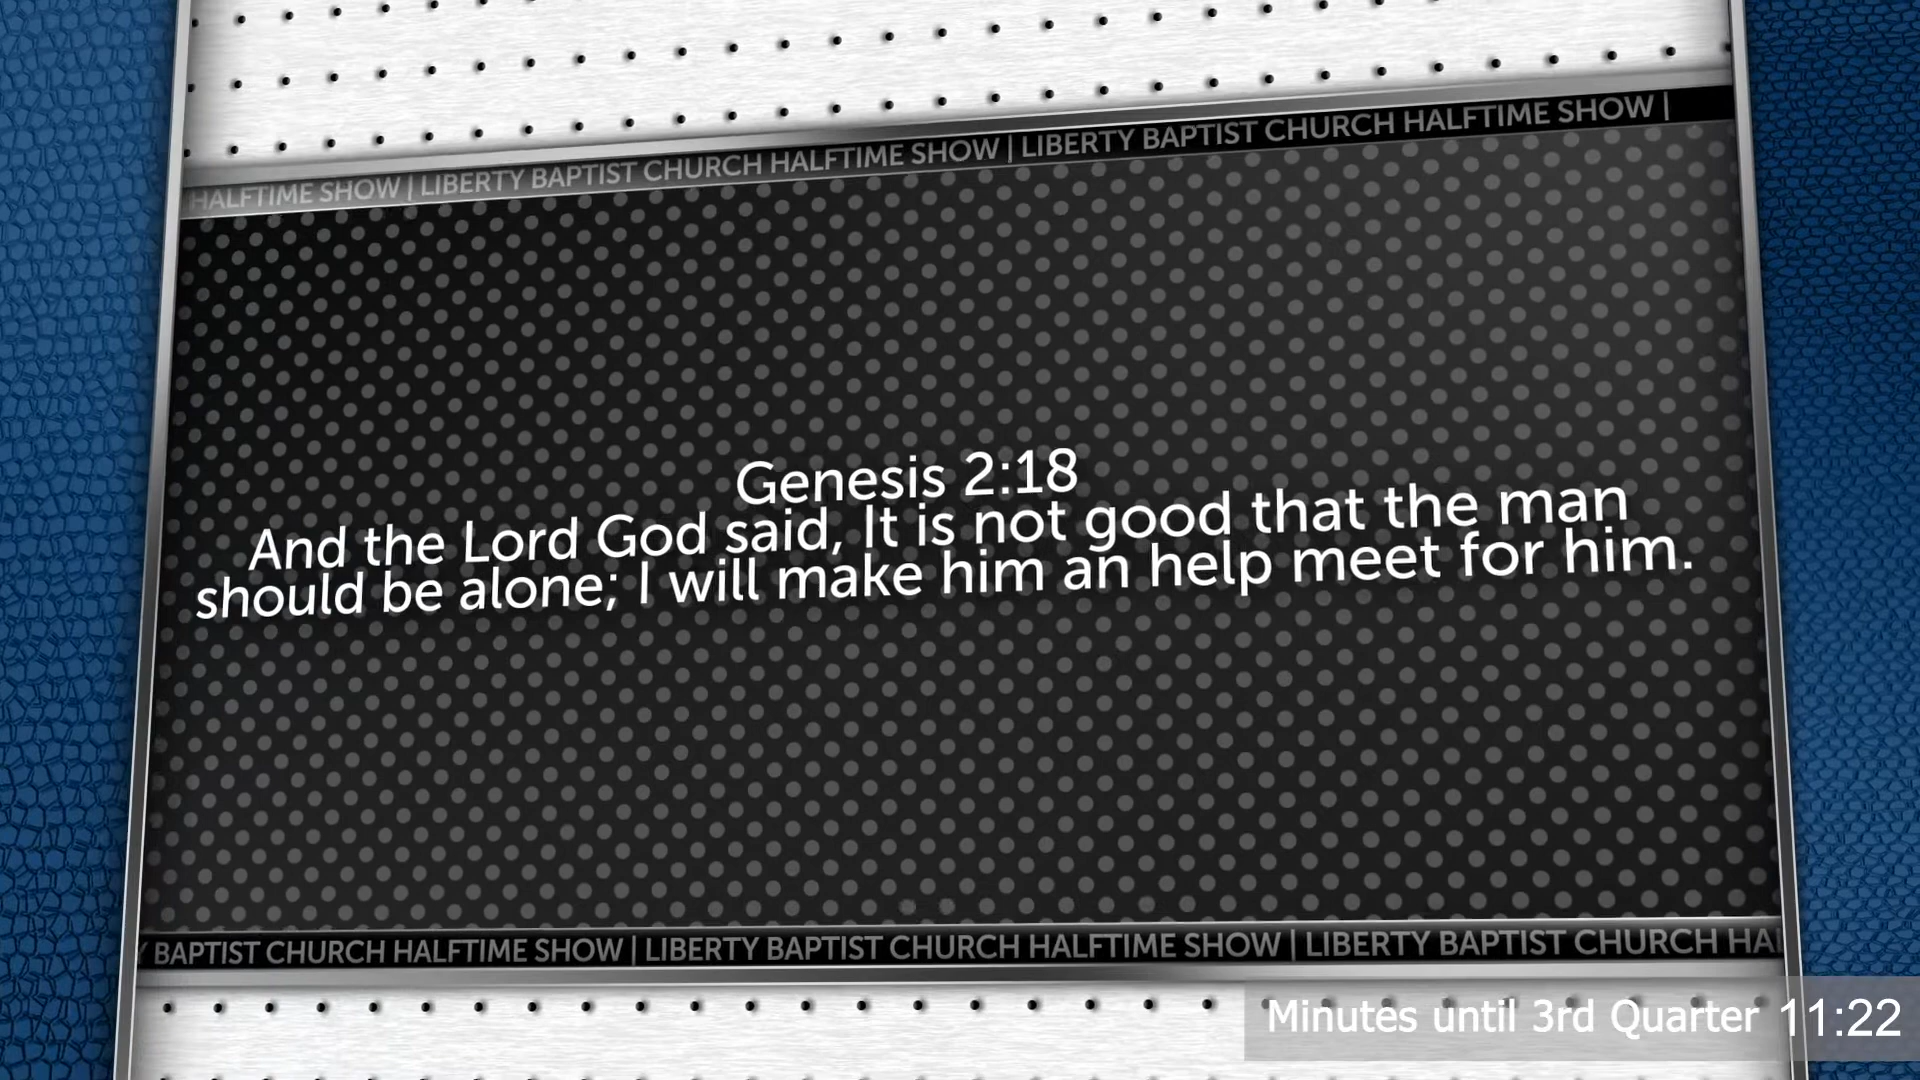 HALFTIME SHOW | LIBERTY BAPTIST CHURCH HALFTIME SHOW | LIBERTY BAPTIST CHURCH HALFTIME SHOW |
Genesis 2:18
And the Lord God said, It is not good that the man
should be alone; I will make him an help meet for him.
Y BAPTIST CHURCH HALFTIME SHOW | LIBERTY BAPTIST CHURCH HALFTIME SHOW | LIBERTY BAPTIST CHURCH HA
Minutes until 3rd Quarter 11:22